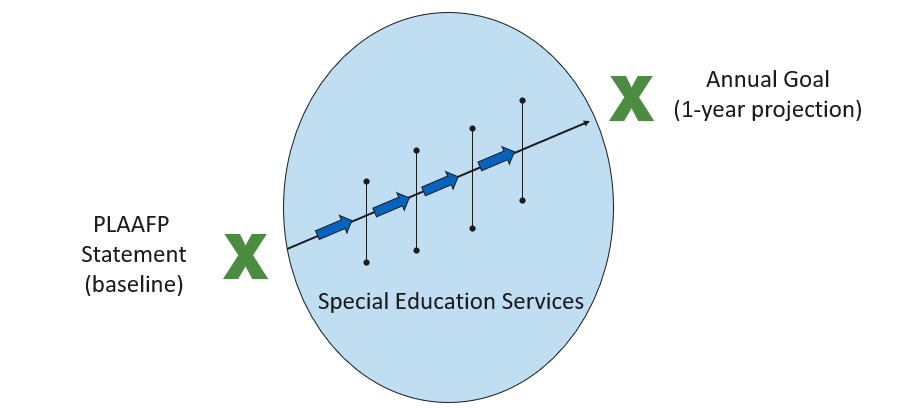 Annual Goal
(1-year projection)
X
PLAAFP
Statement
(baseline)
X
Special Education Services